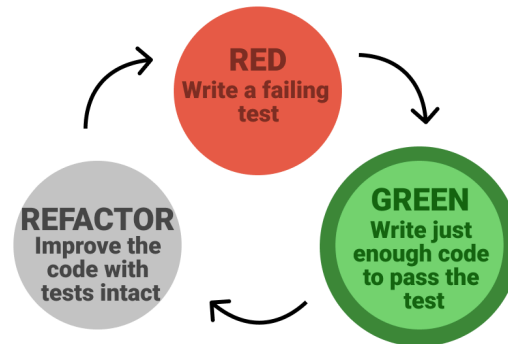 RED
Write a failing
test
GREEN
Write just
enough code
to pass the
test
REFACTOR
Improve the
code with
tests intact